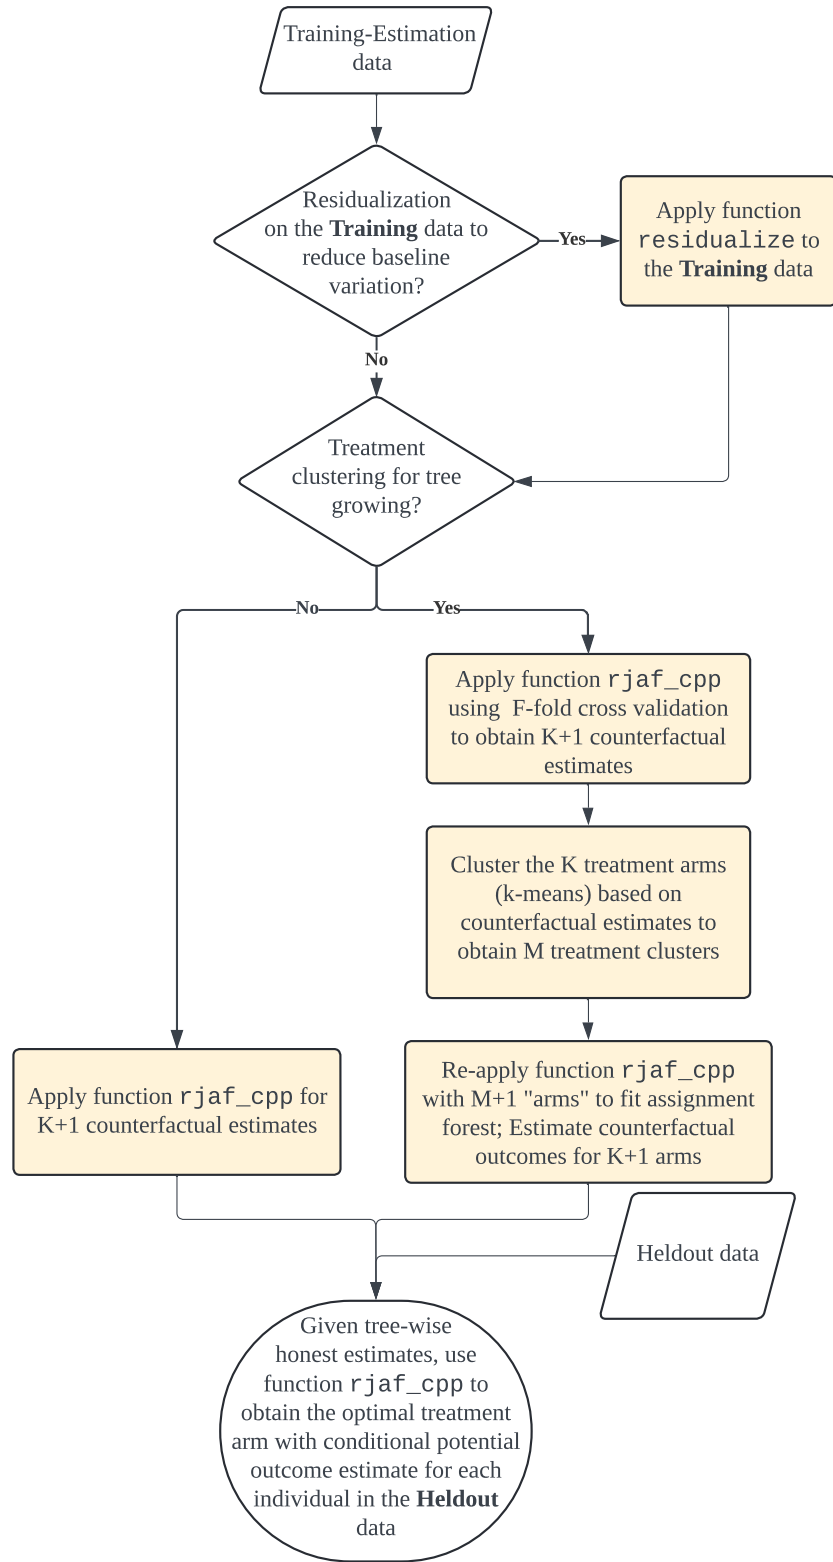 Training-Estimation
data
Residualization
on the Training data to
reduce baseline
variation?
Yes
Apply function
residualize to
the Training data
No
Treatment
clustering for tree
growing?
No
Yes
Apply function rjaf_cpp
using F-fold cross validation
to obtain K+1 counterfactual
estimates
Cluster the K treatment arms
(k-means) based on
counterfactual estimates to
obtain M treatment clusters
Apply function rjaf_cpp for
K+1 counterfactual estimates
Re-apply function rjaf_cpp
with M+1 "arms" to fit assignment
forest; Estimate counterfactual
outcomes for K+1 arms
Heldout data
Given tree-wise
honest estimates, use
function rjaf_cpp to
obtain the optimal treatment
arm with conditional potential
outcome estimate for each
individual in the Heldout
data